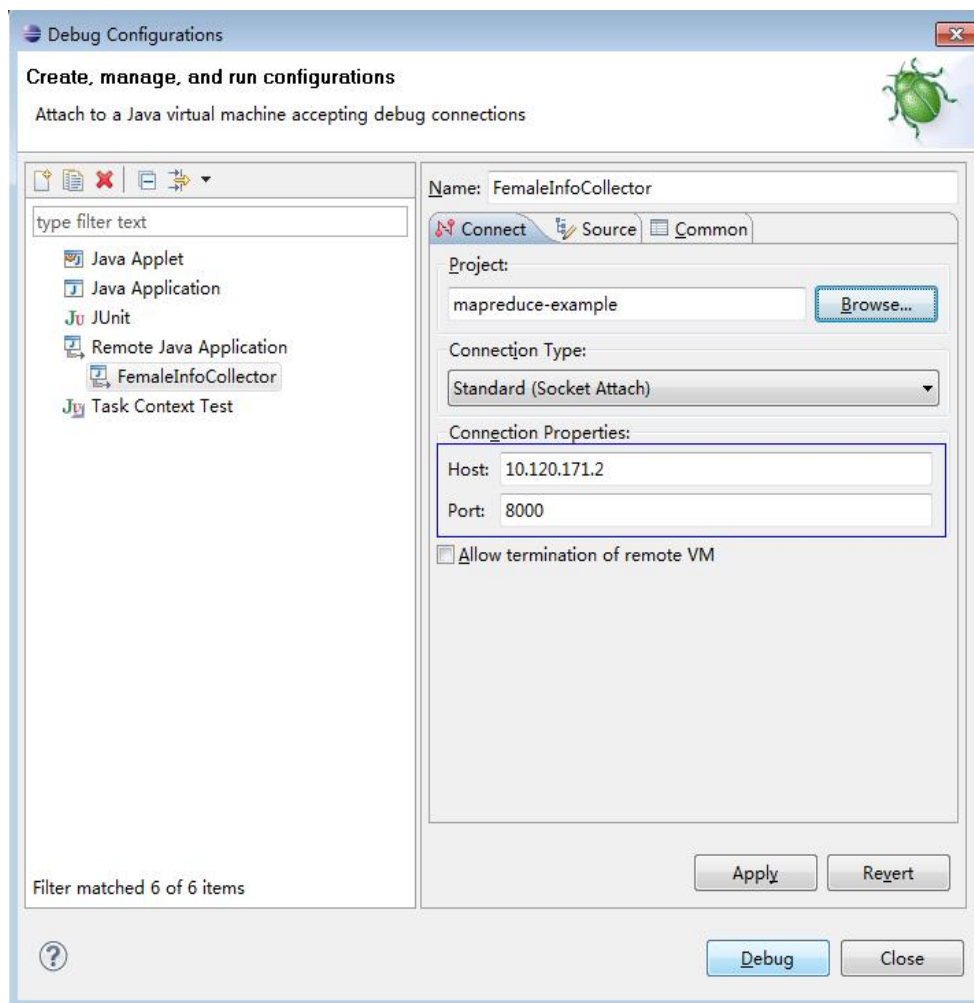 Debug Configurations
Create, manage, and run configurations
Attach to a Java virtual machine accepting debug connections
type filter text
Java Applet
Java Application
JUnit
Remote Java Application
FemaleInfoCollector
Task Context Test
Filter matched 6 of 6 items
Name: FemaleInfoCollector
Connect Source Common
Project:
mapreduce-example Browse...
Connection Type:
Standard (Socket Attach)
Connection Properties:
Host: 10.120.171.2
Port: 8000
Allow termination of remote VM
Apply Revert
? Debug Close